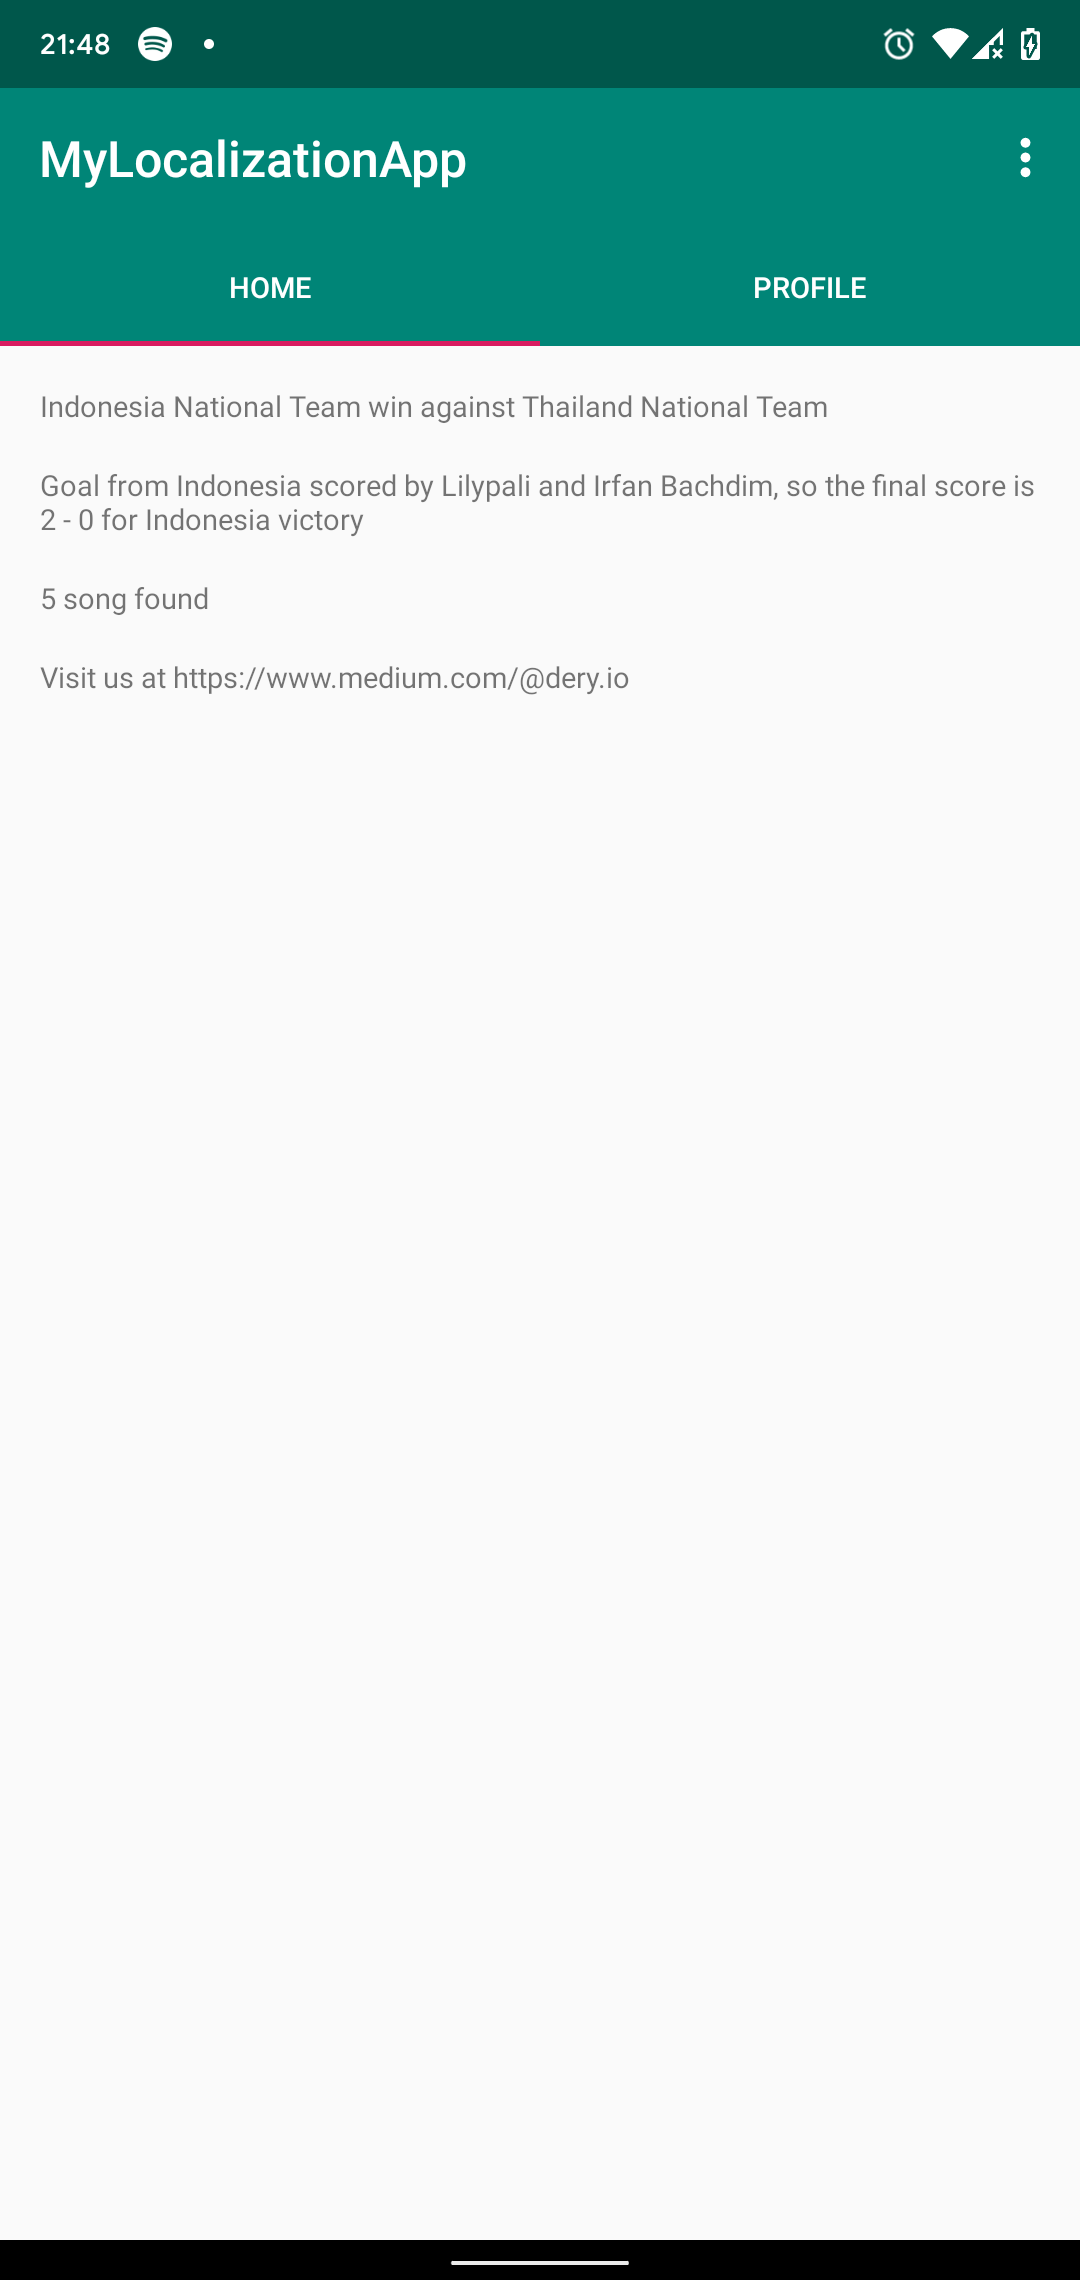 21:48
MyLocalizationApp
HOME
PROFILE
Indonesia National Team win against Thailand National Team
Goal from Indonesia scored by Lilypali and Irfan Bachdim, so the final score is
2 - 0 for Indonesia victory
5 song found
Visit us at https://www.medium.com/@dery.io